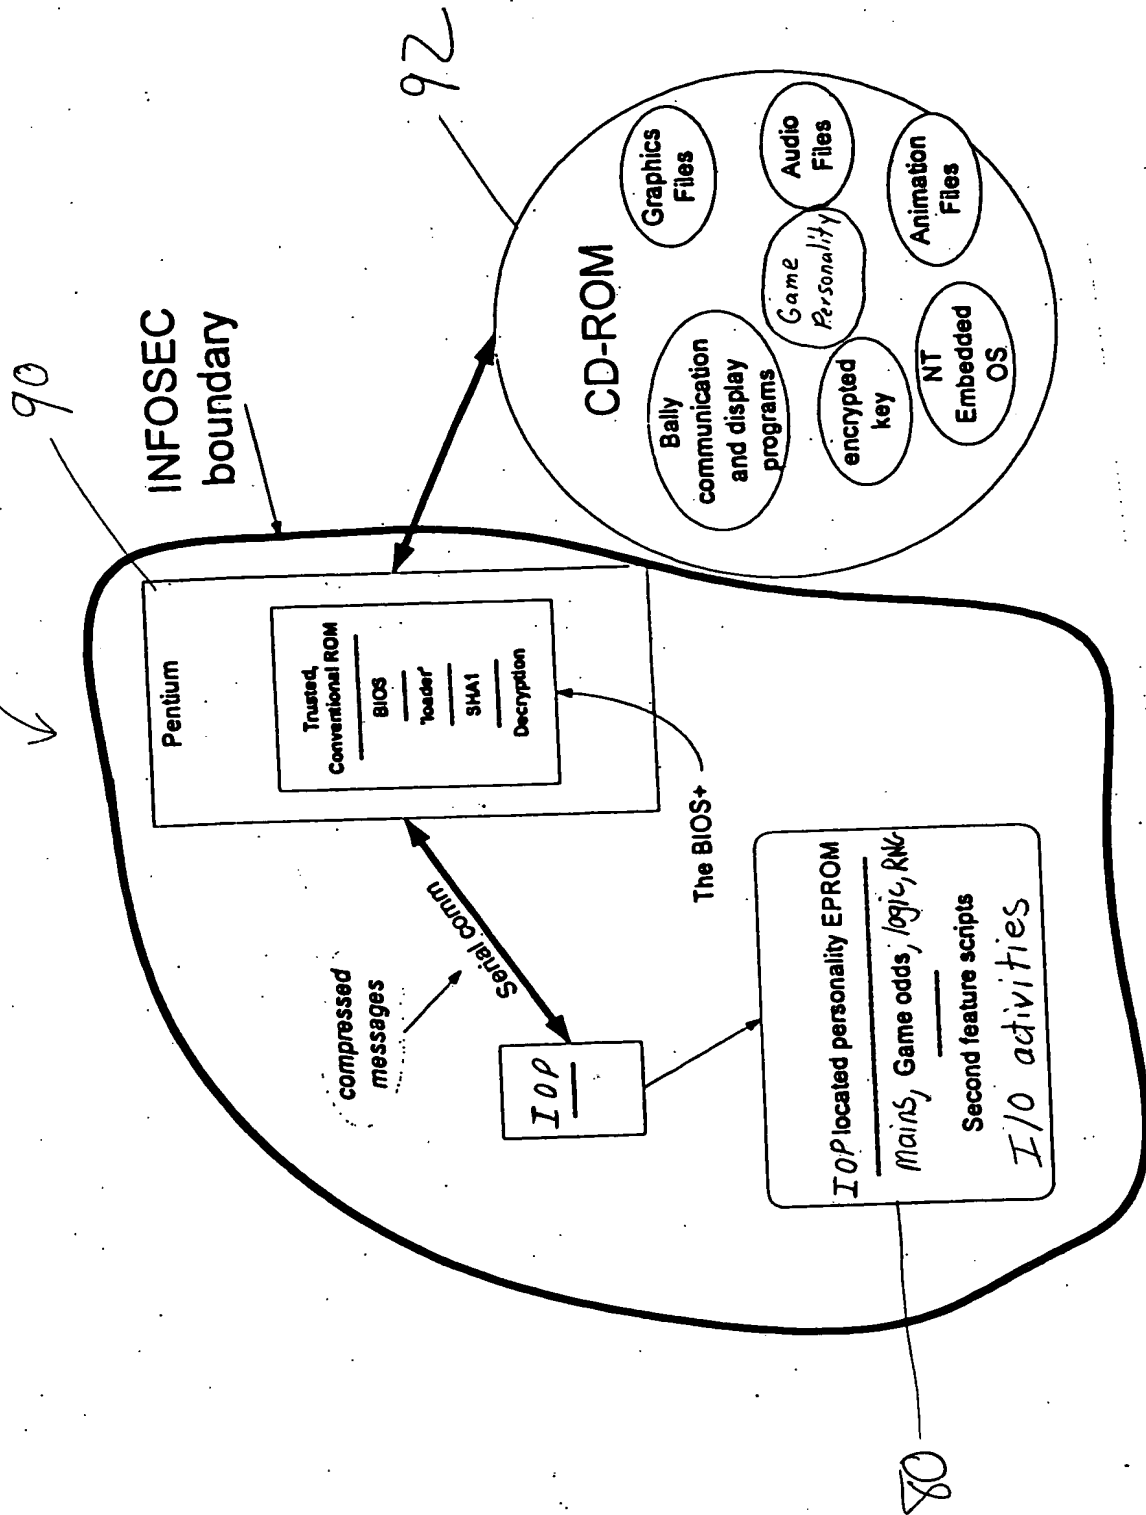 90
92
80
INFOSEC
boundary
Pentium
Trusted,
Conventional ROM
BIOS
'loader'
SHA1
Decryption
The BIOS+
compressed
messages
Serial comm
IOP
IOP located personality EPROM
mains, Game odds, logic, RNG
Second feature scripts
I/O activities
CD-ROM
Graphics
Files
Bally
communication
and display
programs
Game
Personality
Audio
Files
encrypted
key
NT
Embedded
OS
Animation
Files